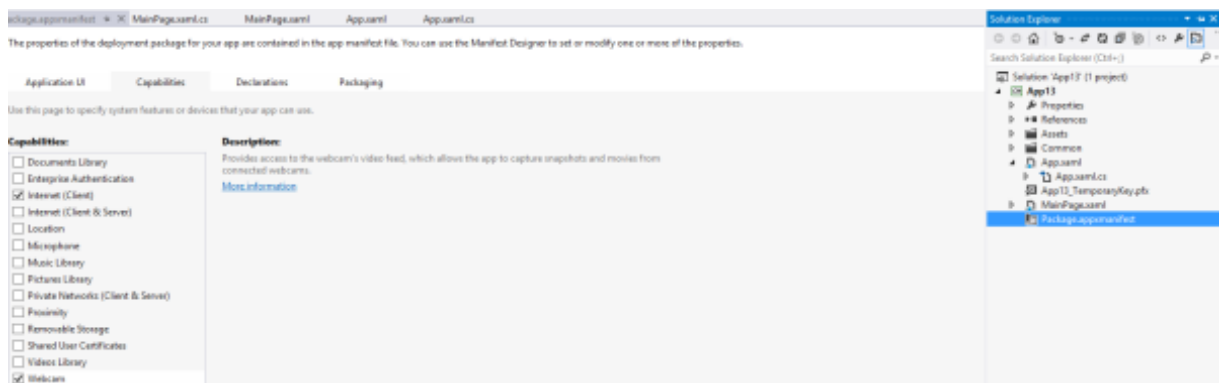 ackage.appxmanifest MainPage.xaml.cs MainPage.xaml App.xaml App.xaml.cs
The properties of the deployment package for your app are contained in the app manifest file. You can use the Manifest Designer to set or modify one or more of the properties.
Application UI Capabilities Declarations Packaging
Use this page to specify system features or devices that your app can use.
Capabilities:
Documents Library
Enterprise Authentication
Internet (Client)
Internet (Client & Server)
Location
Microphone
Music Library
Pictures Library
Private Networks (Client & Server)
Proximity
Removable Storage
Shared User Certificates
Videos Library
Webcam
Description:
Provides access to the webcam's video feed, which allows the app to capture snapshots and movies from
connected webcams.
More information
Solution Explorer
Search Solution Explorer (Ctrl+;)
Solution 'App13' (1 project)
App13
Properties
References
Assets
Common
App.xaml
App.xaml.cs
App13_TemporaryKey.pfx
MainPage.xaml
Package.appxmanifest